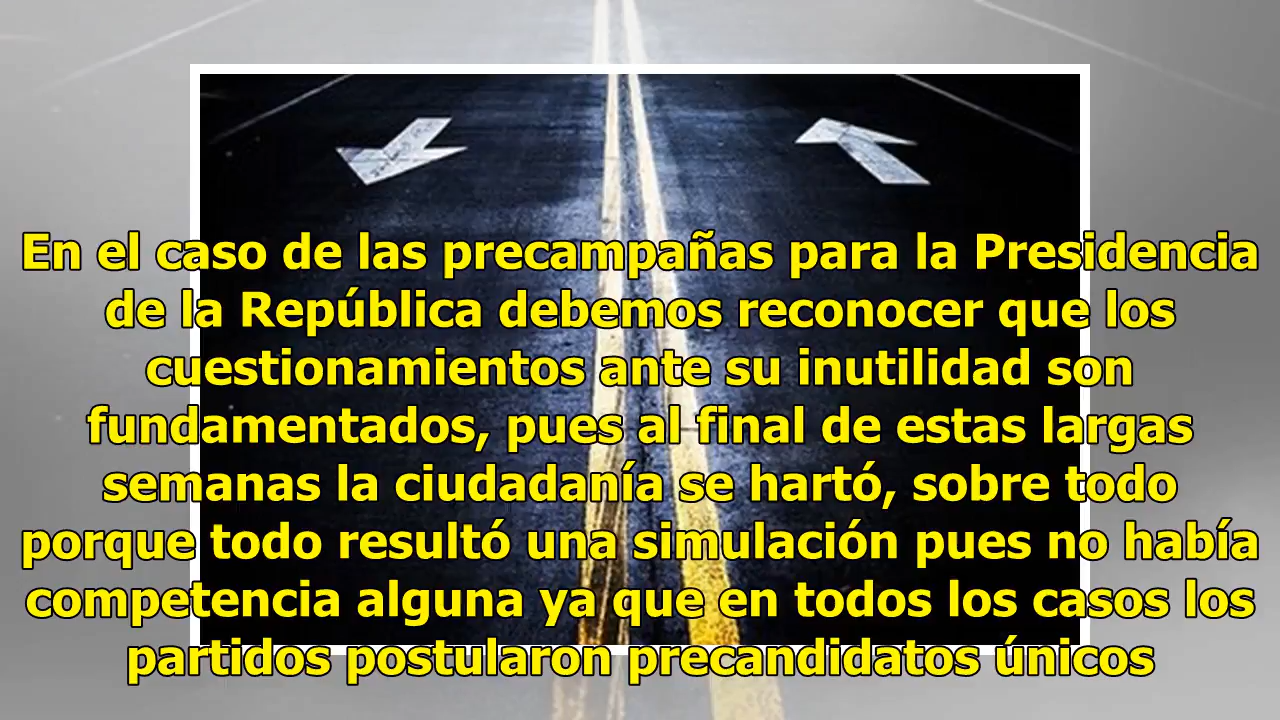 En el caso de las precampañas para la Presidencia
de la República debemos reconocer que los
cuestionamientos ante su inutilidad son
fundamentados, pues al final de estas largas
semanas la ciudadanía se hartó, sobre todo
porque todo resultó una simulación pues no había
competencia alguna ya que en todos los casos los
partidos postularon precandidatos únicos